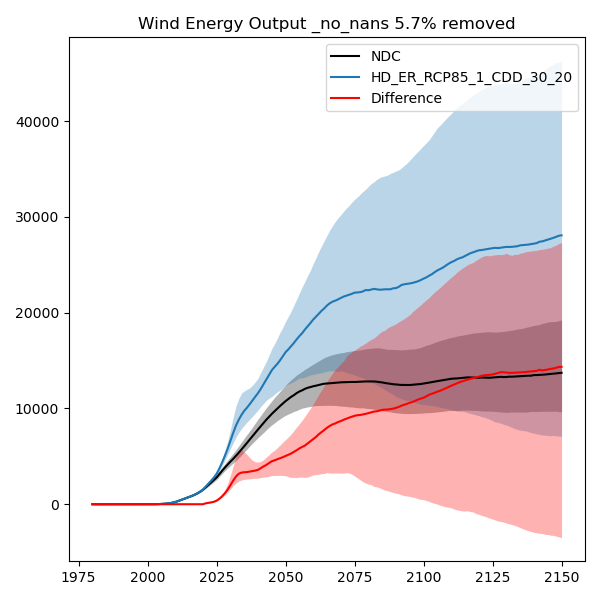 Wind Energy Output _no_nans 5.7% removed
NDC
HD_ER_RCP85_1_CDD_30_20
Difference
40000
30000
20000
10000
0
1975 2000 2025 2050 2075 2100 2125 2150